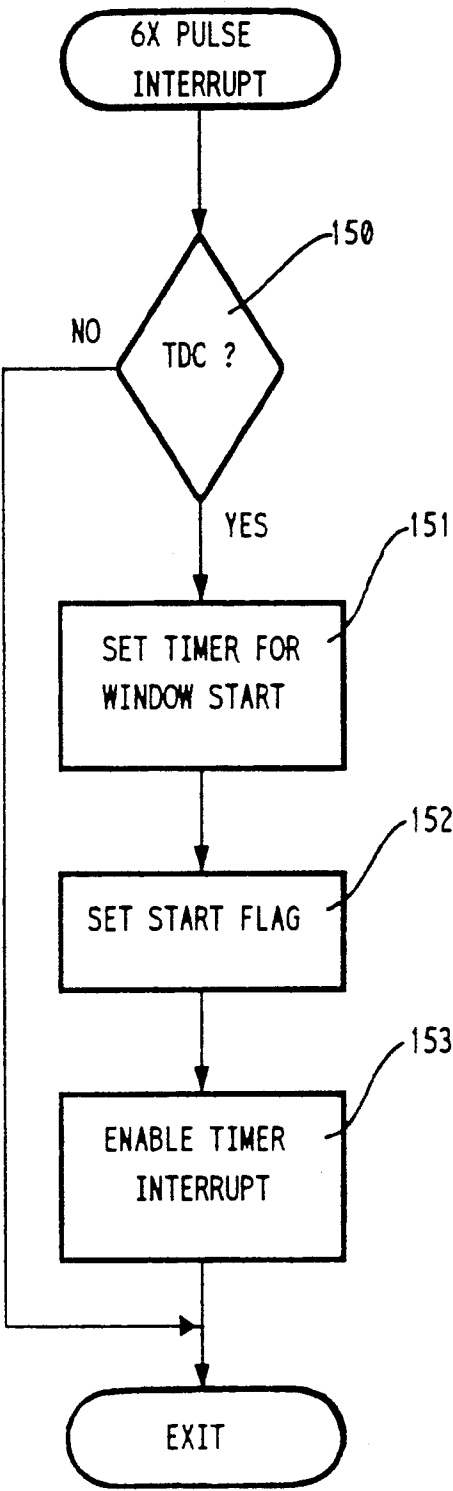 6X PULSE
INTERRUPT
150
TDC ?
NO
YES
151
SET TIMER FOR
WINDOW START
152
SET START FLAG
153
ENABLE TIMER
INTERRUPT
EXIT